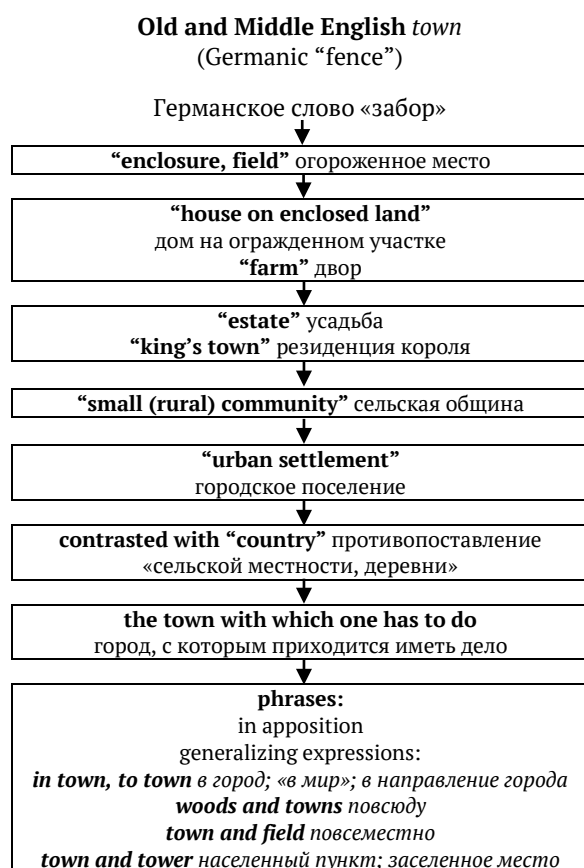 Old and Middle English town
(Germanic “fence”)
Германское слово «забор»
“enclosure, field” огороженное место
“house on enclosed land”
дом на огражденном участке
“farm” двор
“estate” усадьба
“king’s town” резиденция короля
“small (rural) community” сельская община
“urban settlement”
городское поселение
contrasted with “country” противопоставление
«сельской местности, деревни»
the town with which one has to do
город, с которым приходится иметь дело
phrases:
in apposition
generalizing expressions:
in town, to town в город; «в мир»; в направление города
woods and towns повсюду
town and field повсеместно
town and tower населенный пункт; заселенное место